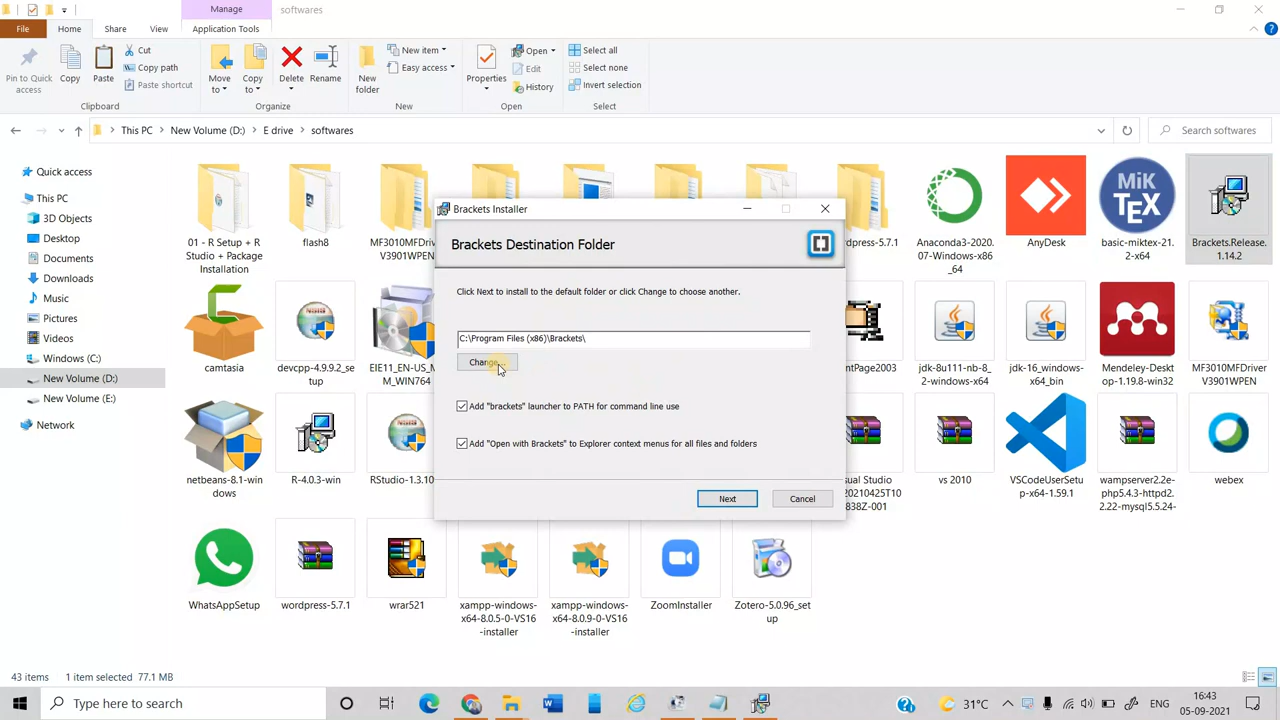 Manage
softwares
File
Home
Share
View
Application Tools
Pin to Quick
access
Copy
Paste
Cut
Copy path
Paste shortcut
Clipboard
Move
to
Copy
to
Delete
Rename
Organize
New
folder
New item
Easy access
New
Properties
Open
Edit
History
Open
Select all
Select none
Invert selection
Select
This PC
New Volume (D:)
E drive
softwares
Search softwares
Quick access
This PC
3D Objects
Desktop
Documents
Downloads
Music
Pictures
Videos
Windows (C:)
New Volume (D:)
New Volume (E:)
Network
01 - R Setup + R
Studio + Package
Installation
flash8
MF3010MFDri
V3901WPEN
dpress-5.7.1
Anaconda3-2020.
07-Windows-x86
_64
AnyDesk
MiK
TEX
basic-miktex-21.
2-x64
Brackets.Release.
1.14.2
camtasia
devcpp-4.9.9.2_s
etup
EIE11_EN-US_M
M_WIN764
ntPage2003
jdk-8u111-nb-8_
2-windows-x64
jdk-16_windows-
x64_bin
Mendeley-Deskt
op-1.19.8-win32
MF3010MFDriver
V3901WPEN
netbeans-8.1-win
dows
R-4.0.3-win
RStudio-1.3.10
sual Studio
20210425T10
838Z-001
vs 2010
VSCodeUserSetu
p-x64-1.59.1
wampserver2.2e-
php5.4.3-httpd2.
2.22-mysql5.5.24-
webex
WhatsAppSetup
wordpress-5.7.1
wrar521
xampp-windows-
x64-8.0.5-0-VS16
-installer
xampp-windows-
x64-8.0.9-0-VS16
-installer
ZoomInstaller
Zotero-5.0.96_set
up
Brackets Installer
Brackets Destination Folder
Click Next to install to the default folder or click Change to choose another.
C:\Program Files (x86)\Brackets\
Change...
Add "brackets" launcher to PATH for command line use
Add "Open with Brackets" to Explorer context menus for all files and folders
Next
Cancel
43 items
1 item selected 77.1 MB
Type here to search
31°C
ENG
16:43
05-09-2021